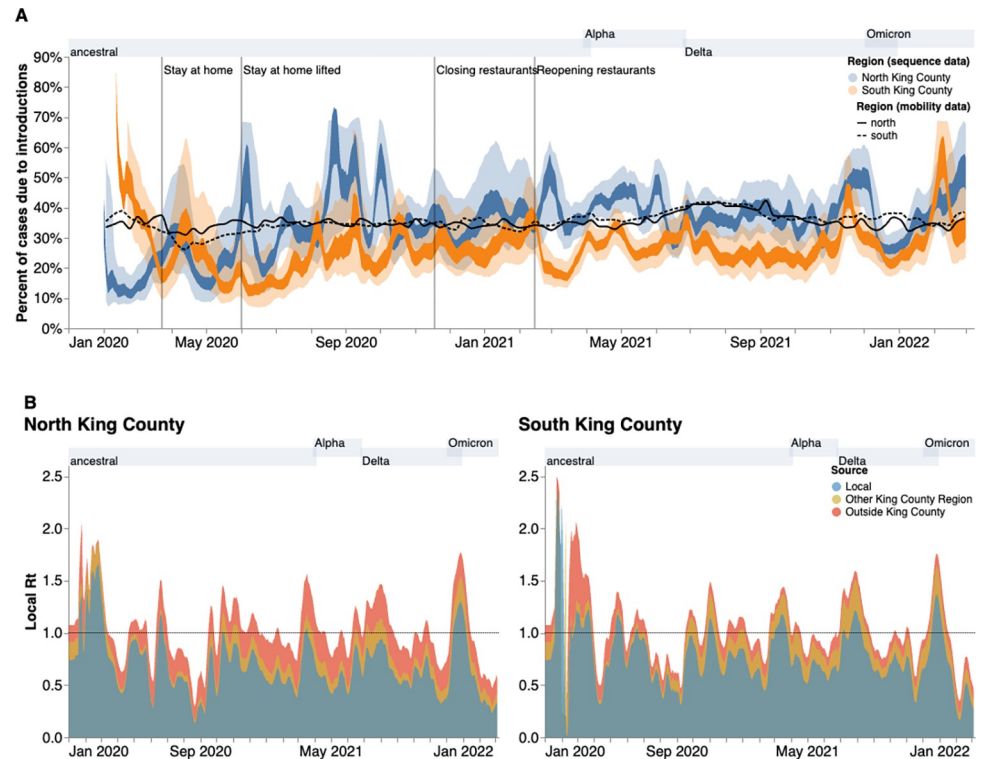 A
Alpha
Omicron
ancestral
Delta
Stay at home
Stay at home lifted
Closing restaurants
Reopening restaurants
Region (sequence data)
North King County
South King County
Region (mobility data)
north
south
Percent of cases due to introductions
90%
80%
70%
60%
50%
40%
30%
20%
10%
0%
Jan 2020
May 2020
Sep 2020
Jan 2021
May 2021
Sep 2021
Jan 2022
B
North King County
Alpha
Omicron
ancestral
Delta
Local Rt
2.5
2.0
1.5
1.0
0.5
0.0
Jan 2020
Sep 2020
May 2021
Jan 2022
South King County
Alpha
Omicron
ancestral
Delta
Source
Local
Other King County Region
Outside King County
2.5
2.0
1.5
1.0
0.5
0.0
Jan 2020
Sep 2020
May 2021
Jan 2022